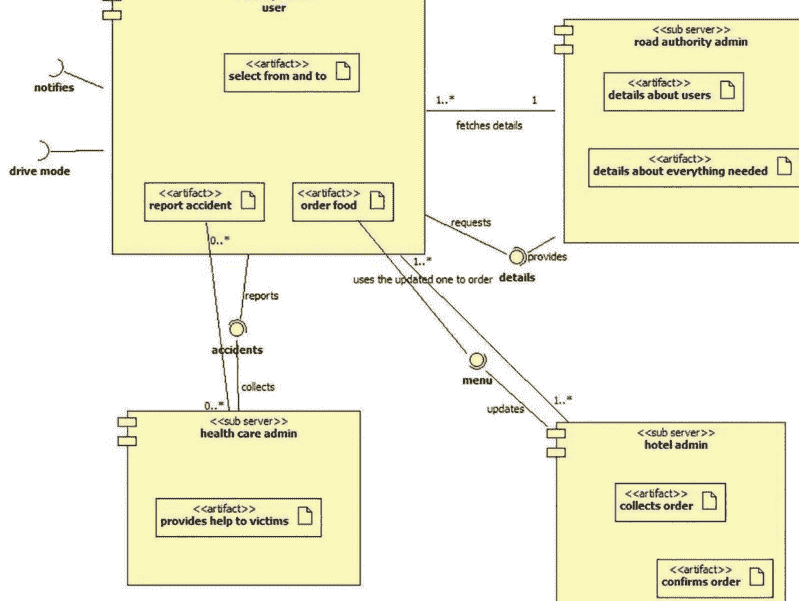 user
<<artifact>>
select from and to
notifies
drive mode
<<artifact>>
report accident
<<artifact>>
order food
<<sub server>>
road authority admin
<<artifact>>
details about users
<<artifact>>
details about everything needed
1..*
1
fetches details
requests
provides
details
0..*
1..*
uses the updated one to order
reports
accidents
collects
0..*
menu
updates
1..*
<<sub server>>
health care admin
<<artifact>>
provides help to victims
<<sub server>>
hotel admin
<<artifact>>
collects order
<<artifact>>
confirms order